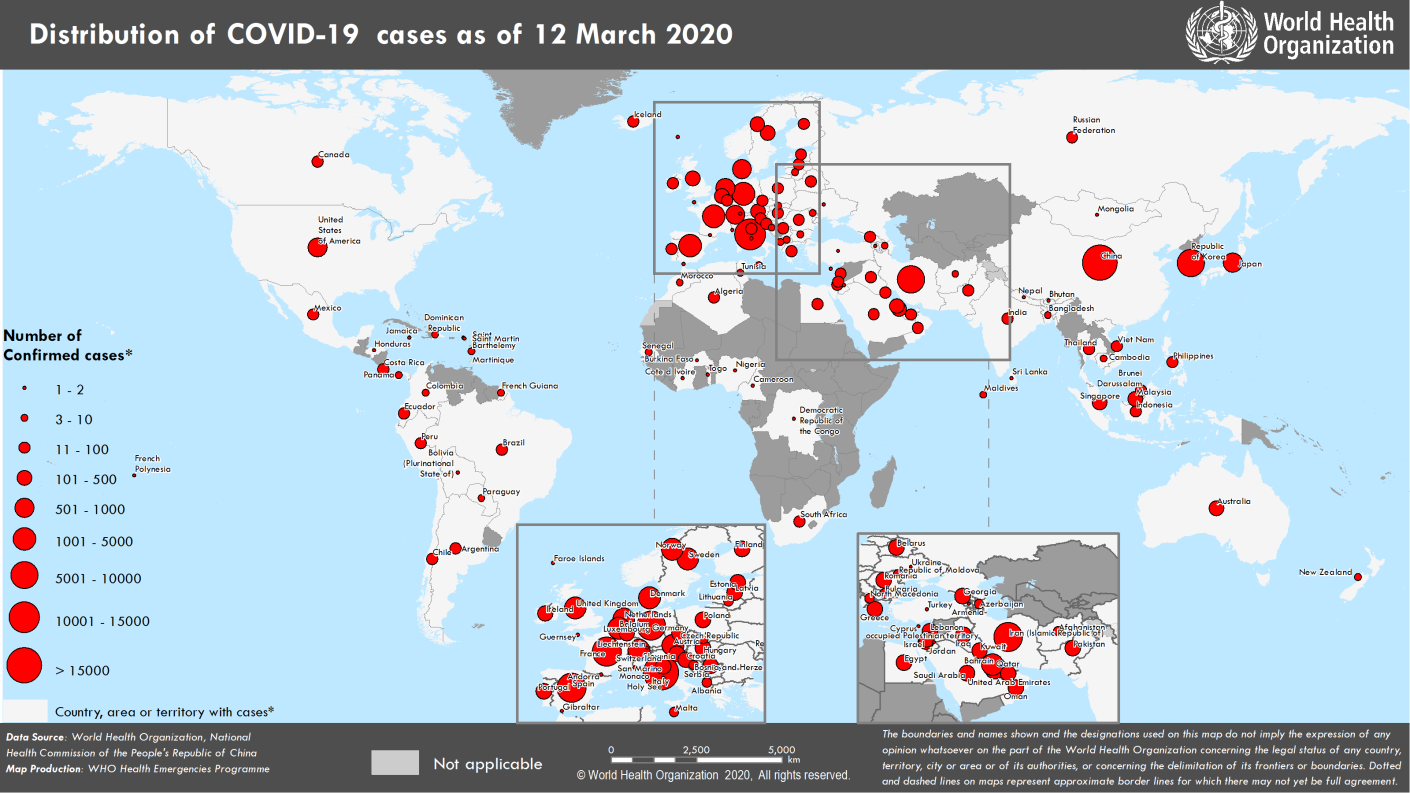 Distribution of COVID-19 cases as of 12 March 2020
World Health
Organization
Iceland
Canada
United
States
of America
Mexico
Dominican
Republic
Jamaica
Honduras
Saint
Saint Martin
Barthelemy
Martinique
Costa Rica
Panama
Colombia
French Guiana
Ecuador
Peru
Brazil
Bolivia
(Plurinational
State of)
Paraguay
Chile
Argentina
French
Polynesia
Russian
Federation
Mongolia
China
Republic
of Korea
Japan
Tunisia
Morocco
Algeria
Senegal
Burkina Faso
Cote d Ivoire
Togo
Nigeria
Cameroon
Democratic
Republic of
the Congo
South Africa
Nepal
Bhutan
Bangladesh
India
Sri Lanka
Maldives
Thailand
Viet Nam
Cambodia
Philippines
Brunei
Darussalam
Malaysia
Singapore
Indonesia
Australia
New Zealand
Number of
Confirmed cases*
1 - 2
3 - 10
11 - 100
101 - 500
501 - 1000
1001 - 5000
5001 - 10000
10001 - 15000
> 15000
Country, area or territory with cases*
Faroe Islands
Norway
Sweden
Finland
Estonia
Latvia
Lithuania
Denmark
United Kingdom
Ireland
Netherlands
Belgium
Luxembourg
Germany
Poland
Guernsey
Czech Republic
Austria
Liechtenstein
Hungary
France
Switzerland
Croatia
San Marino
Bosnia and Herze
Andorra
Monaco
Serbia
Portugal
Spain
Holy See
Italy
Albania
Gibraltar
Malta
Re
Belarus
Ukraine
Republic of Moldova
Romania
Bulgaria
North Macedonia
Georgia
Azerbaijan
Armenia
Turkey
Greece
Cyprus
Lebanon
occupied Palestinian territory
Israel
Iraq
Jordan
Iran (Islamic Republic of)
Afghanistan
Pakistan
Kuwait
Egypt
Bahrain
Qatar
Saudi Arabia
United Arab Emirates
Oman
Data Source: World Health Organization, National
Health Commission of the People's Republic of China
Map Production: WHO Health Emergencies Programme
Not applicable
0 2,500 5,000
km
© World Health Organization 2020, All rights reserved.
The boundaries and names shown and the designations used on this map do not imply the expression of any
opinion whatsoever on the part of the World Health Organization concerning the legal status of any country,
territory, city or area or of its authorities, or concerning the delimitation of its frontiers or boundaries. Dotted
and dashed lines on maps represent approximate border lines for which there may not yet be full agreement.